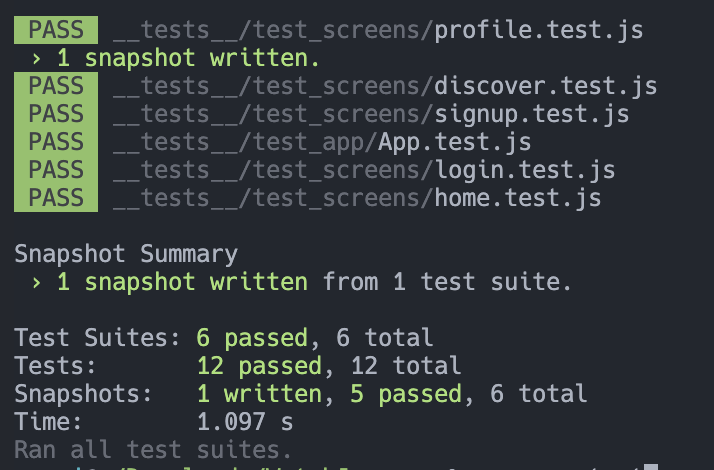 PASS __tests__/test_screens/profile.test.js
› 1 snapshot written.
PASS __tests__/test_screens/discover.test.js
PASS __tests__/test_screens/signup.test.js
PASS __tests__/test_app/App.test.js
PASS __tests__/test_screens/login.test.js
PASS __tests__/test_screens/home.test.js
Snapshot Summary
› 1 snapshot written from 1 test suite.
Test Suites: 6 passed, 6 total
Tests: 12 passed, 12 total
Snapshots: 1 written, 5 passed, 6 total
Time: 1.097 s
Ran all test suites.